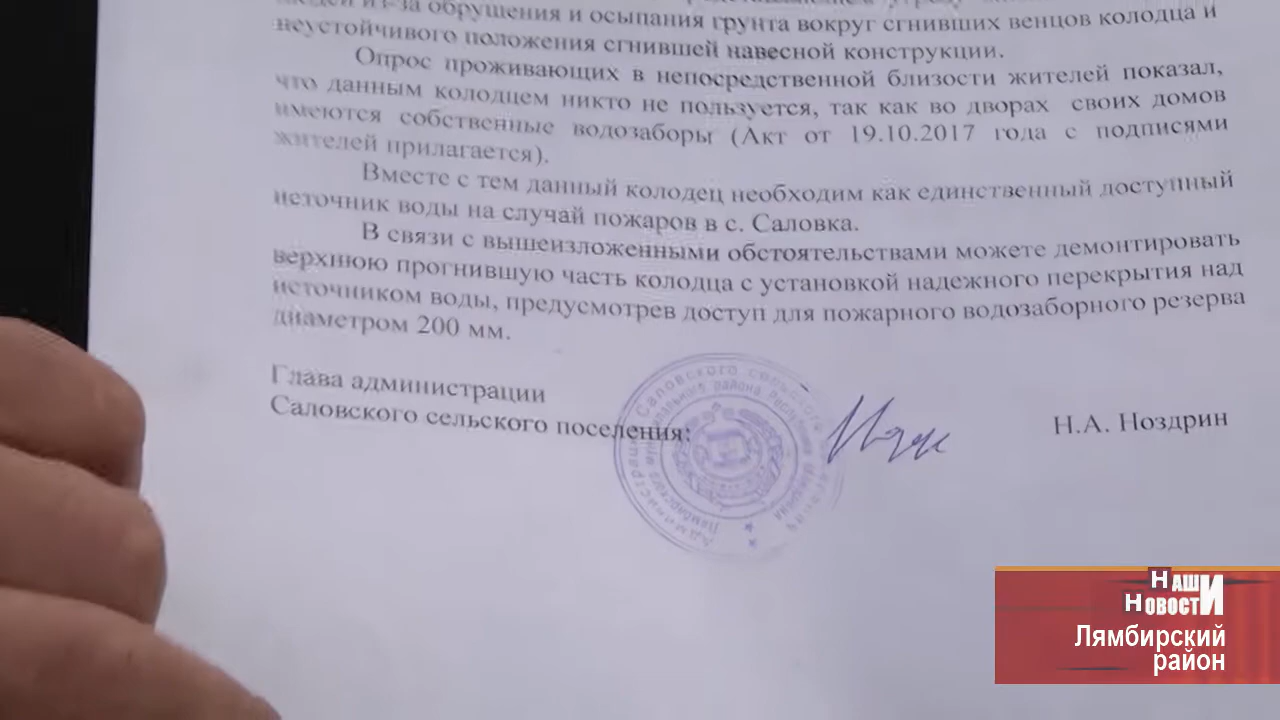 людей из-за обрушения и осыпания грунта вокруг сгнивших венцов колодца и
неустойчивого положения сгнившей навесной конструкции.
Опрос проживающих в непосредственной близости жителей показал,
что данным колодцем никто не пользуется, так как во дворах своих домов
имеются собственные водозаборы (Акт от 19.10.2017 года с подписями
жителей прилагается).
Вместе с тем данный колодец необходим как единственный доступный
источник воды на случай пожаров в с. Саловка.
В связи с вышеизложенными обстоятельствами можете демонтировать
верхнюю прогнившую часть колодца с установкой надежного перекрытия над
источником воды, предусмотрев доступ для пожарного водозаборного резерва
диаметром 200 мм.
Глава администрации
Саловского сельского поселения:
Н.А. Ноздрин
Саловского сельского
района
Наши
Новости
Лямбирский
район